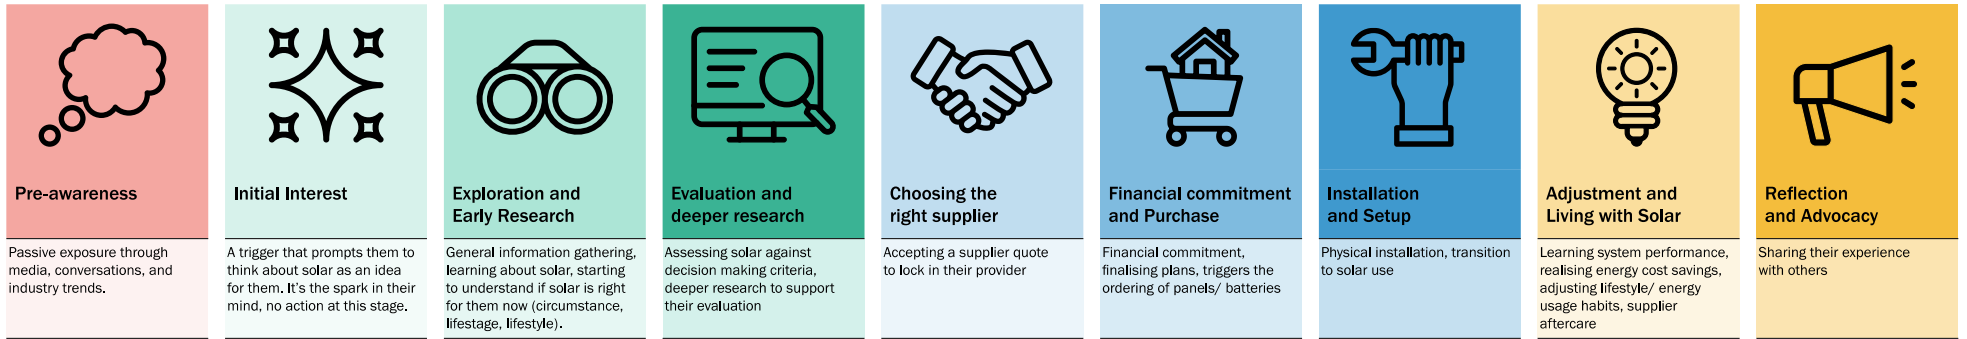 Pre-awareness
Passive exposure through
media, conversations, and
industry trends.
Initial Interest
A trigger that prompts them to
think about solar as an idea
for them. It's the spark in their
mind, no action at this stage.
Exploration and
Early Research
General information gathering,
learning about solar, starting
to understand if solar is right
for them now (circumstance,
lifestage, lifestyle).
Evaluation and
deeper research
Assessing solar against
decision making criteria,
deeper research to support
their evaluation
Choosing the
right supplier
Accepting a supplier quote
to lock in their provider
Financial commitment
and Purchase
Financial commitment,
finalising plans, triggers the
ordering of panels/ batteries
Installation
and Setup
Physical installation, transition
to solar use
Adjustment and
Living with Solar
Learning system performance,
realising energy cost savings,
adjusting lifestyle/ energy
usage habits, supplier
aftercare
Reflection
and Advocacy
Sharing their experience
with others